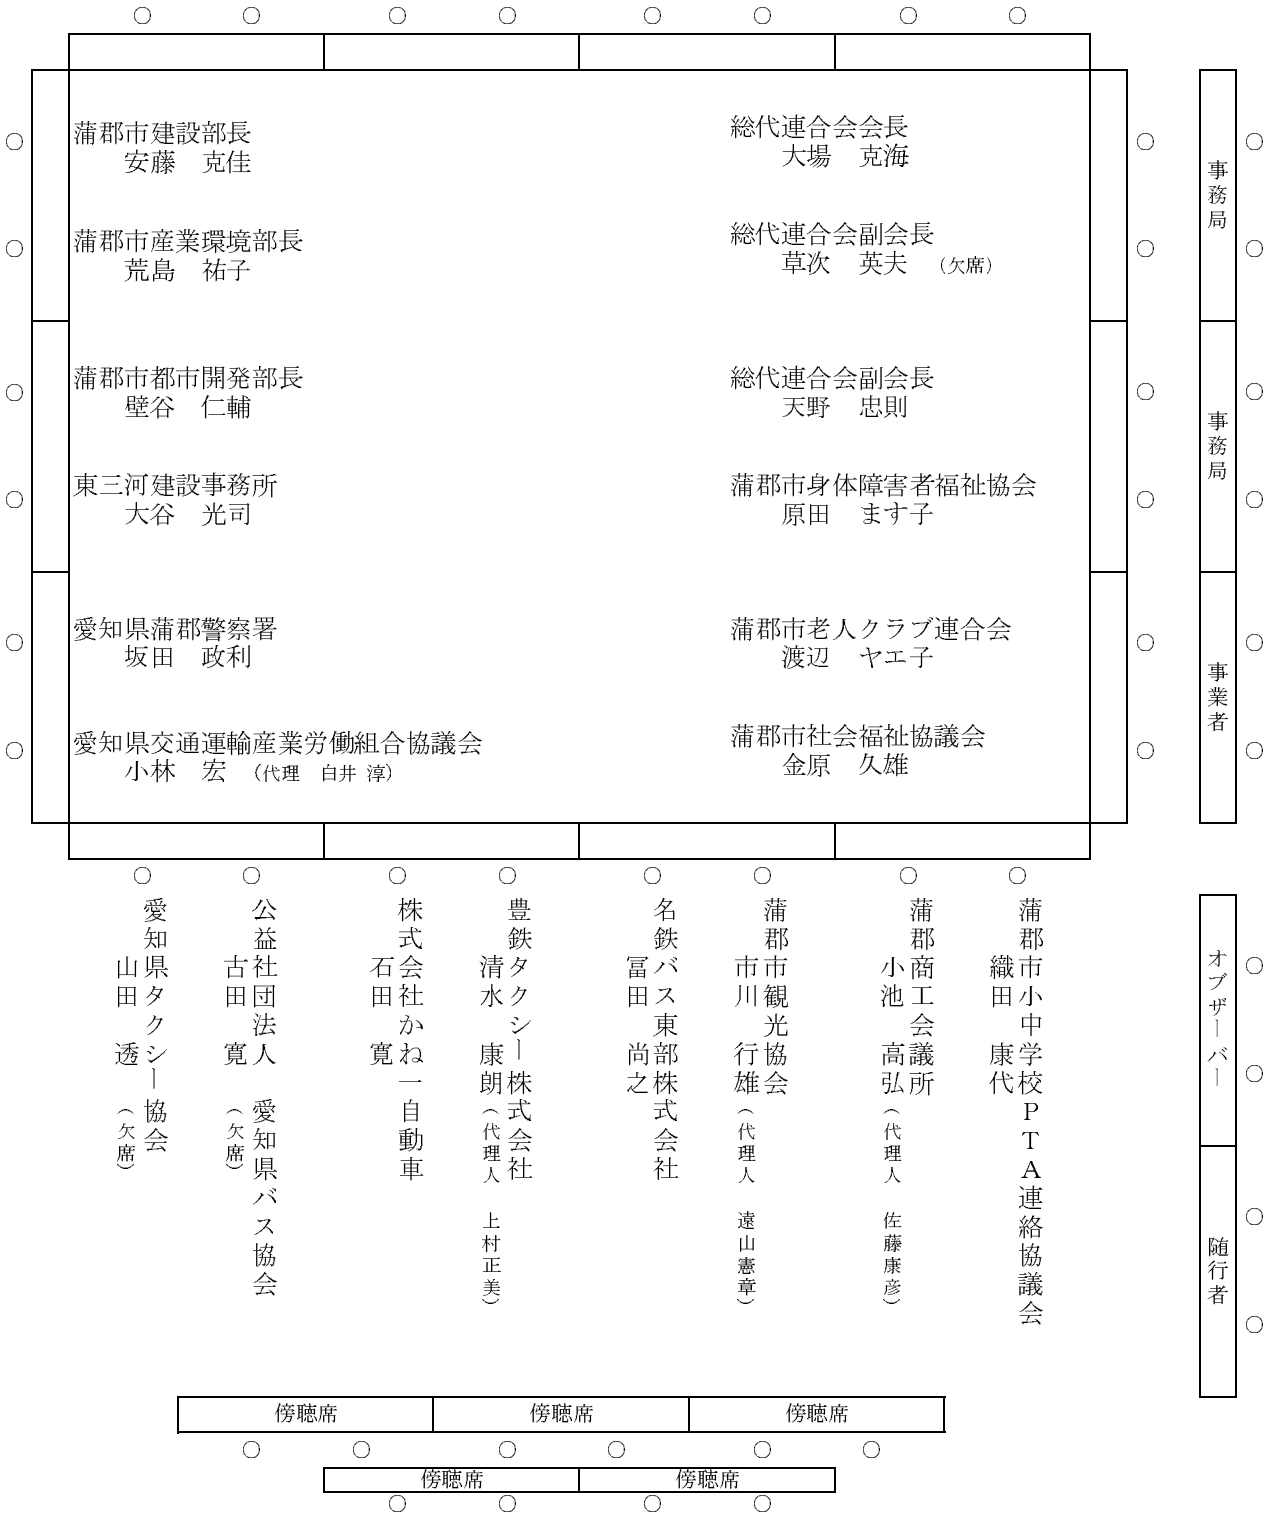 蒲郡市建設部長
安藤　克佳
蒲郡市産業環境部長
荒島　祐子
蒲郡市都市開発部長
壁谷　仁輔
東三河建設事務所
大谷　光司
愛知県蒲郡警察署
坂田　政利
愛知県交通運輸産業労働組合協議会
小林　宏　（代理　白井 淳）
総代連合会会長
大場　克海
総代連合会副会長
草次　英夫　（欠席）
総代連合会副会長
天野　忠則
蒲郡市身体障害者福祉協会
原田　ます子
蒲郡市老人クラブ連合会
渡辺　ヤエ子
蒲郡市社会福祉協議会
金原　久雄
事務局
事務局
事業者
蒲郡市小中学校ＰＴＡ連絡協議会
織田　康代
蒲郡商工会議所
小池　高弘（代理人　佐藤康彦）
蒲郡市観光協会
市川　行雄（代理人　遠山憲章）
名鉄バス東部株式会社
冨田　尚之
豊鉄タクシー株式会社
清水　康朗（代理人　上村正美）
株式会社かね一自動車
石田　寛
公益社団法人　愛知県バス協会
古田　寛　（欠席）
愛知県タクシー協会
山田　透　（欠席）
オブザーバー
随行者
傍聴席
傍聴席
傍聴席
傍聴席
傍聴席